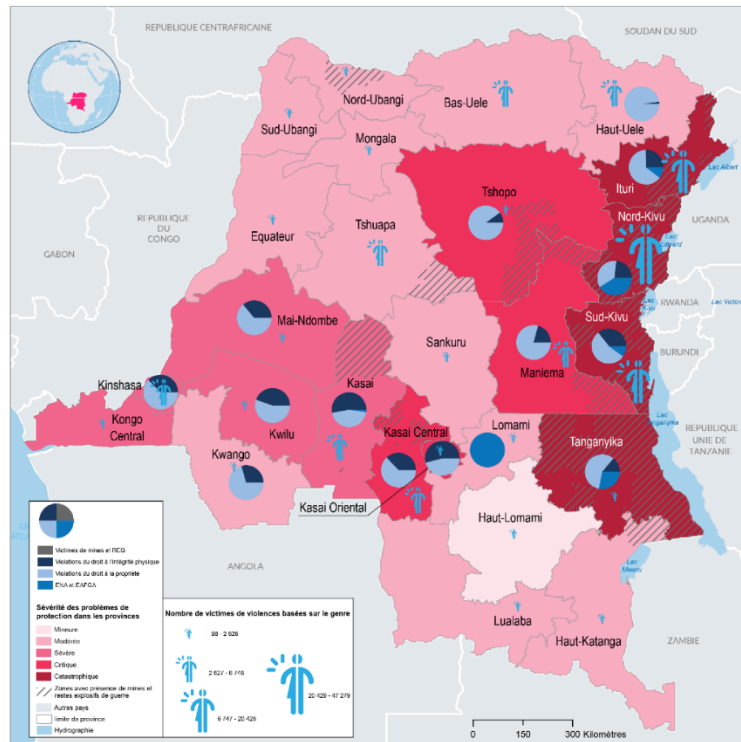 REPUBLIQUE CENTRAFRICAINE
SOUDAN DU SUD
Nord-Ubangi
Bas-Uele
Haut-Uele
Sud-Ubangi
Mongala
Ituri
Lac Albert
Tshopo
Nord-Kivu
REPUBLIQUE
DU
CONGO
Equateur
Tshuapa
UGANDA
GABON
RWANDA
Sud-Kivu
Mai-Ndombe
Sankuru
Maniema
BURUNDI
Kinshasa
Kasai
Kongo
Central
Kwilu
Kasai Central
Lomami
Tanganyika
REPUBLIQUE
UNIE DE
TANZANIE
Kwango
Kasai Oriental
Haut-Lomami
ANGOLA
Lualaba
Haut-Katanga
ZAMBIE
Victimes de mines et REG
Violations du droit à l'intégrité physique
Violations du droit à la propriété
ENA et EAFGA
Sévérité des problèmes de
protection dans les provinces
Mineure
Modérée
Sévère
Critique
Catastrophique
Zones avec présence de mines et
restes explosifs de guerre
Autres pays
limite de province
Hydrographie
Nombre de victimes de violences basées sur le genre
98 - 2 626
2 627 - 6 746
6 747 - 20 428
20 429 - 47 279
0 150 300 Kilomètres